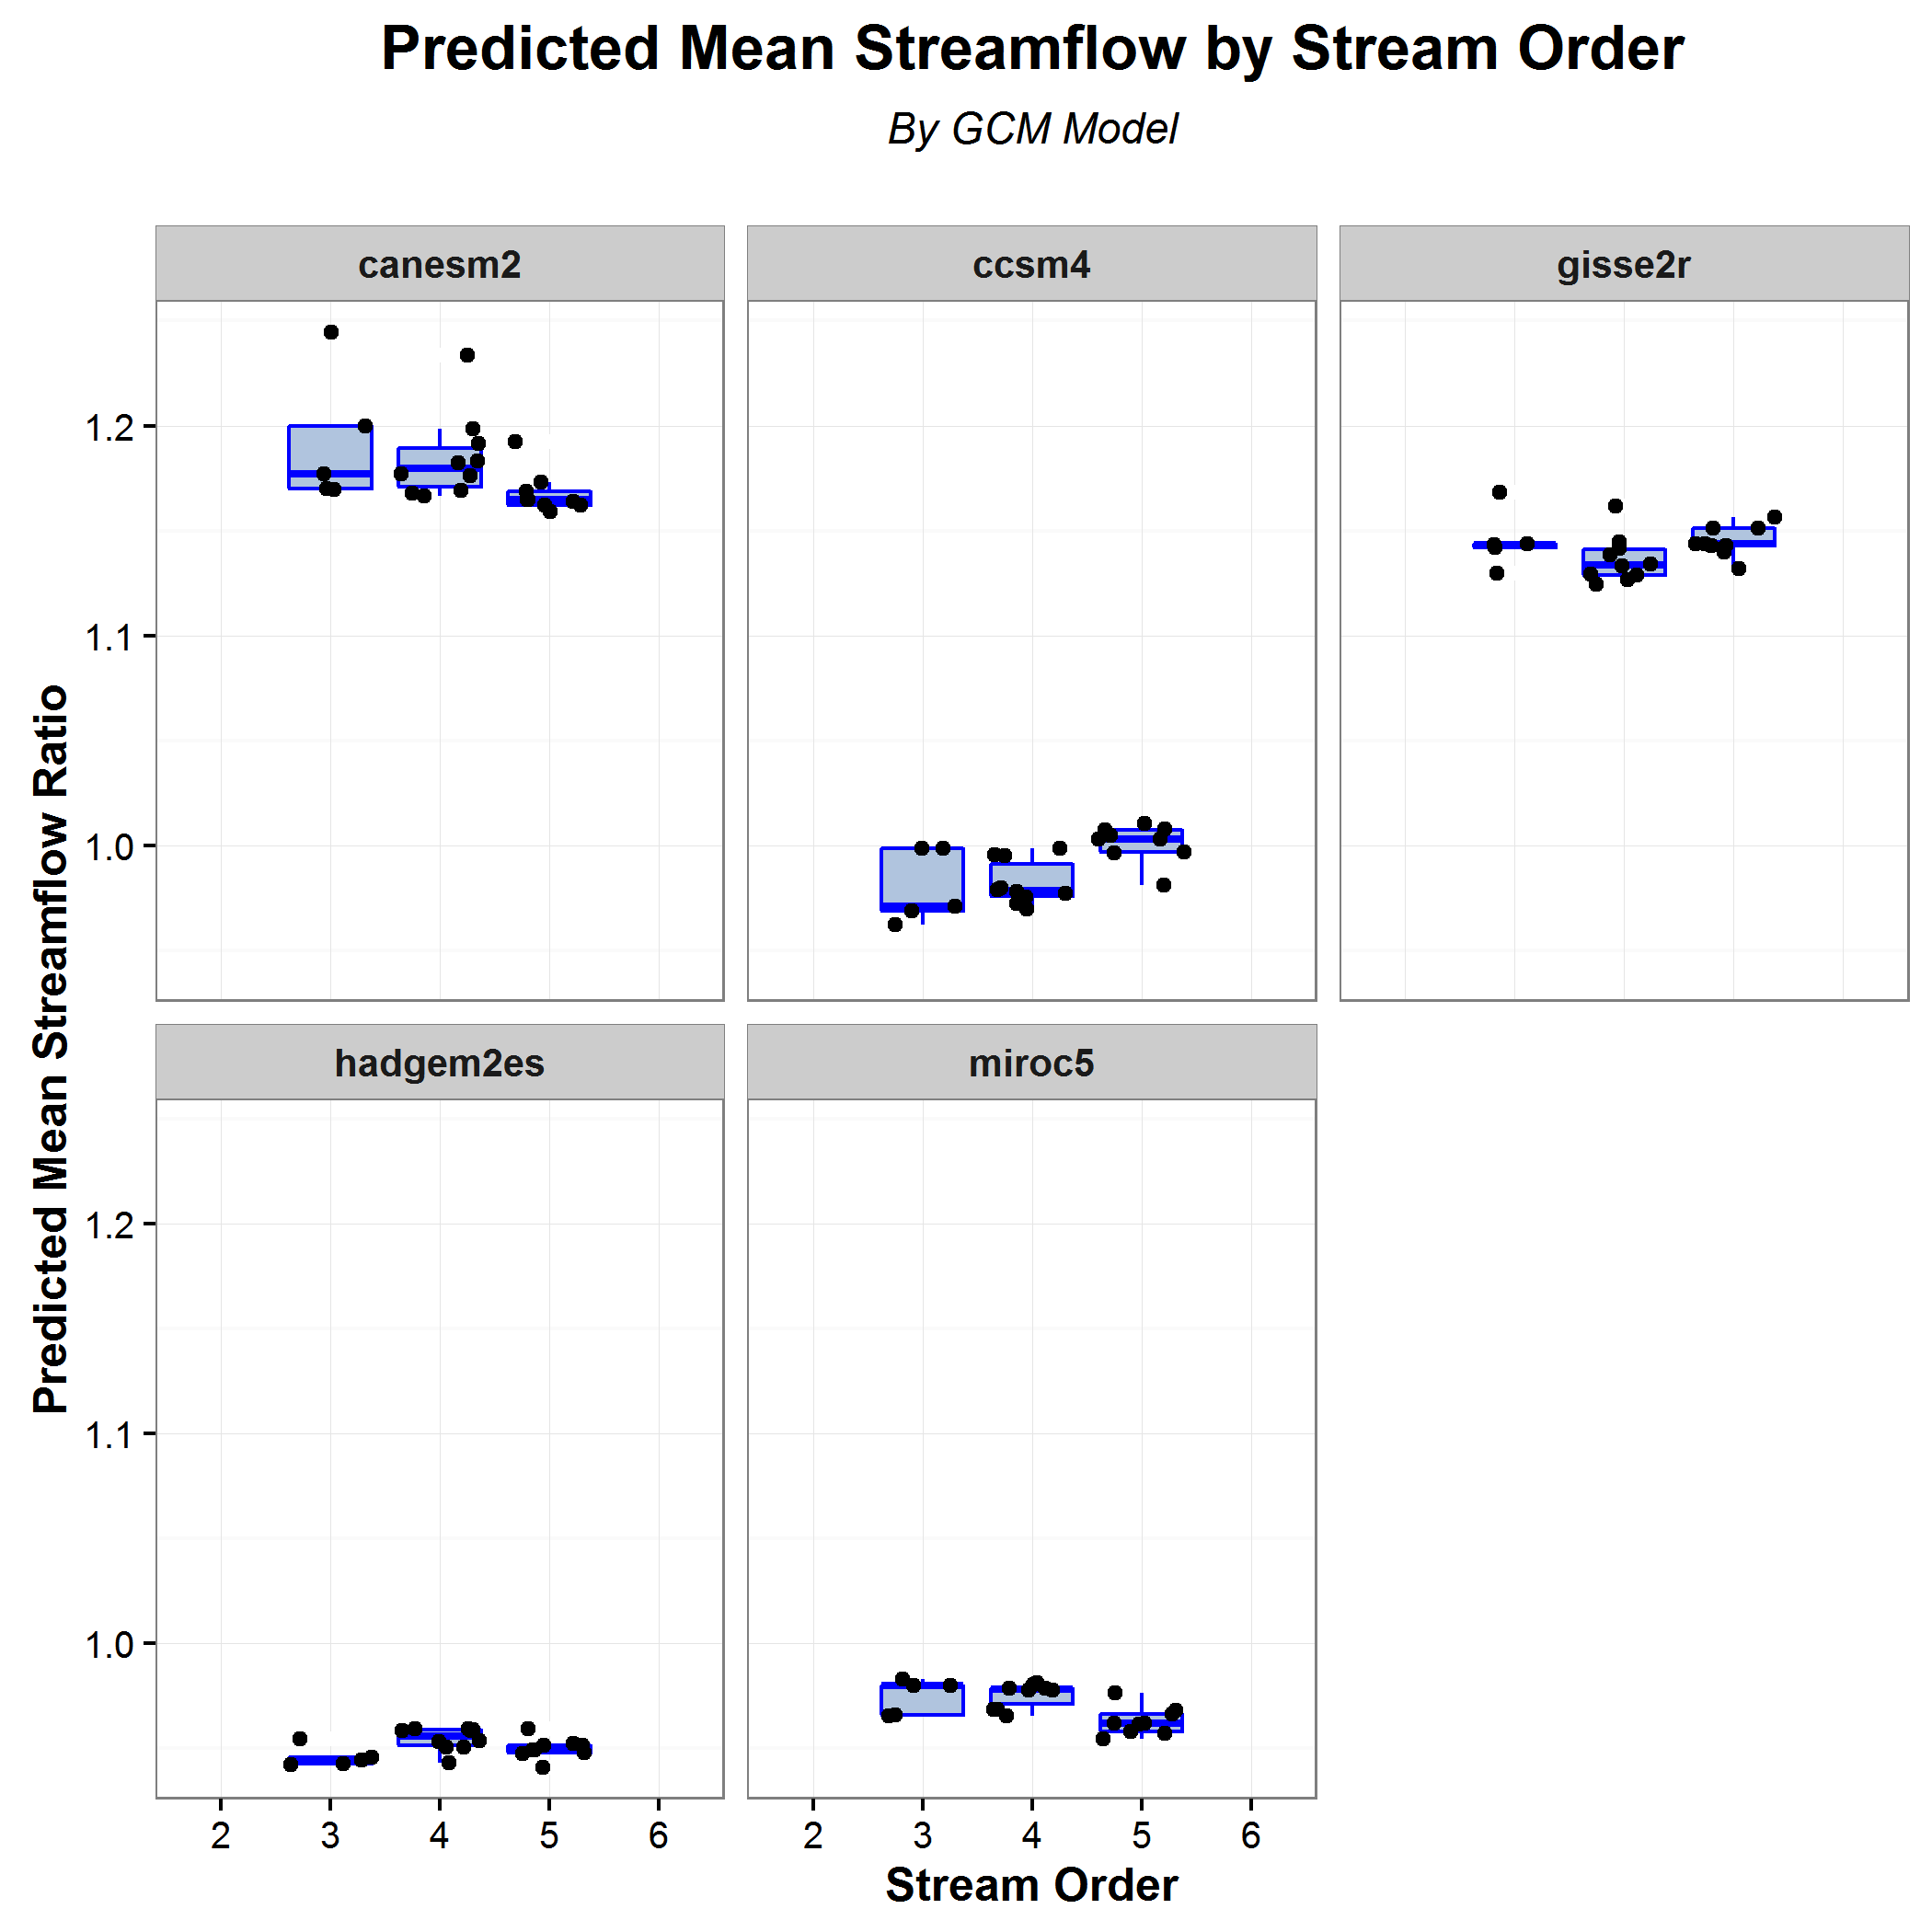 Predicted Mean Streamflow by Stream Order
By GCM Model
canesm2
ccsm4
gisse2r
1.2
1.1
1.0
Predicted Mean Streamflow Ratio
hadgem2es
miroc5
1.2
1.1
1.0
2 3 4 5 6
2 3 4 5 6
Stream Order